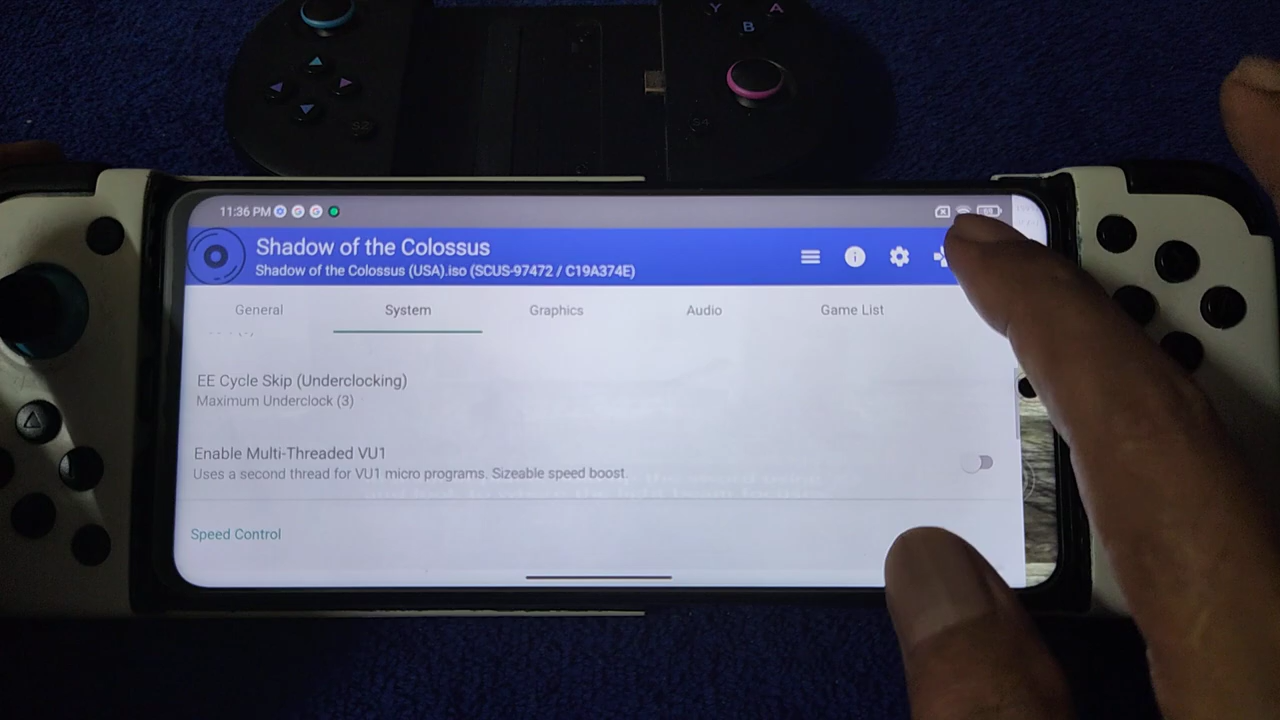 Y
A
B
S2
S4
11:36 PM
Shadow of the Colossus
Shadow of the Colossus (USA).iso (SCUS-97472 / C19A374E)
General
System
Graphics
Audio
Game List
EE Cycle Skip (Underclocking)
Maximum Underclock (3)
Enable Multi-Threaded VU1
Uses a second thread for VU1 micro programs. Sizeable speed boost.
Speed Control